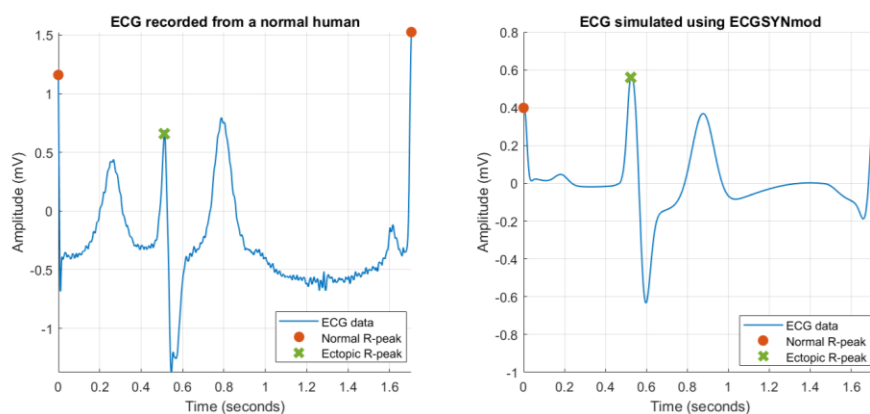 ECG recorded from a normal human
1.5
1
0.5
0
-0.5
-1
Amplitude (mV)
ECG data
Normal R-peak
Ectopic R-peak
0 0.2 0.4 0.6 0.8 1 1.2 1.4 1.6
Time (seconds)
ECG simulated using ECGSYNmod
0.8
0.6
0.4
0.2
0
-0.2
-0.4
-0.6
-0.8
-1
Amplitude (mV)
ECG data
Normal R-peak
Ectopic R-peak
0 0.2 0.4 0.6 0.8 1 1.2 1.4 1.6
Time (seconds)